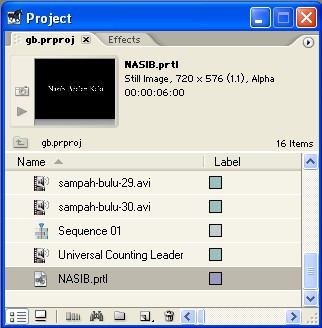 Project
gb.prproj Effects
NASIB.prtl
Still Image, 720 x 576 (1.1), Alpha
00:00:06:00
gb.prproj 16 Items
Name Label
sampah-bulu-29.avi
sampah-bulu-30.avi
Sequence 01
Universal Counting Leader
NASIB.prtl